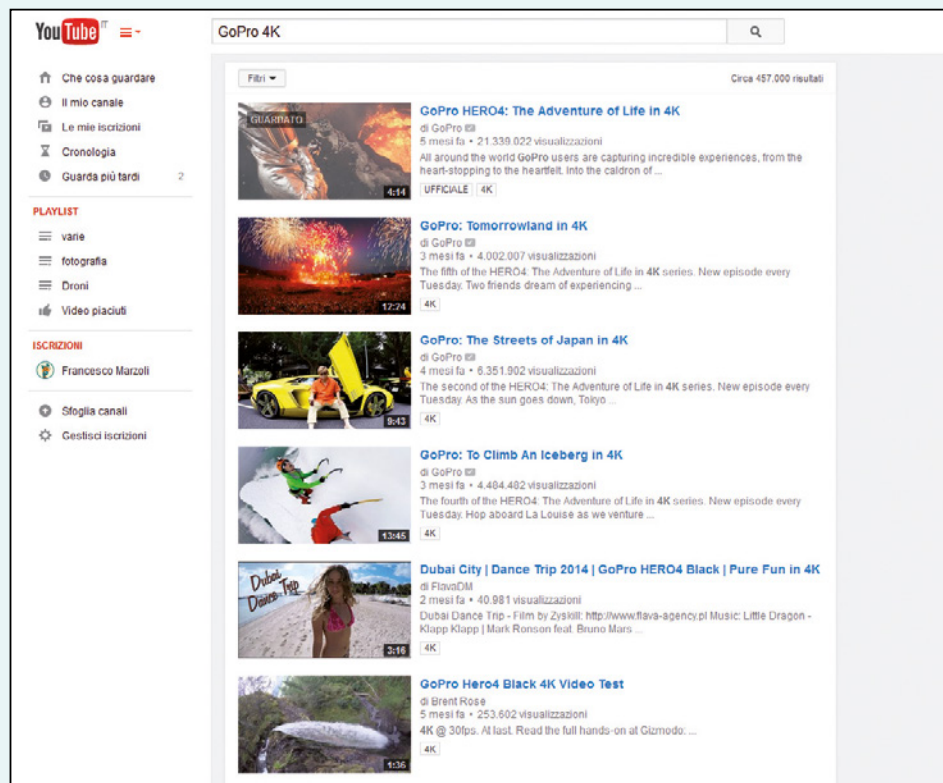 YouTube IT
GoPro 4K
Che cosa guardare
Il mio canale
Le mie iscrizioni
Cronologia
Guarda più tardi 2
PLAYLIST
varie
fotografia
Droni
Video piaciuti
ISCRIZIONI
Francesco Marzoli
Sfoglia canali
Gestisci iscrizioni
Filtri
Circa 457.000 risultati
GUARDATO
4:14
GoPro HERO4: The Adventure of Life in 4K
di GoPro
5 mesi fa • 21.339.022 visualizzazioni
All around the world GoPro users are capturing incredible experiences, from the
heart-stopping to the heartfelt. Into the caldron of ...
UFFICIALE 4K
12:24
GoPro: Tomorrowland in 4K
di GoPro
3 mesi fa • 4.002.007 visualizzazioni
The fifth of the HERO4: The Adventure of Life in 4K series. New episode every
Tuesday. Two friends dream of experiencing ...
4K
9:43
GoPro: The Streets of Japan in 4K
di GoPro
4 mesi fa • 6.351.902 visualizzazioni
The second of the HERO4: The Adventure of Life in 4K series. New episode every
Tuesday. As the sun goes down, Tokyo ...
4K
13:45
GoPro: To Climb An Iceberg in 4K
di GoPro
3 mesi fa • 4.484.482 visualizzazioni
The fourth of the HERO4: The Adventure of Life in 4K series. New episode every
Tuesday. Hop aboard La Louise as we venture ...
4K
Dubai
Dance Trip
3:16
Dubai City | Dance Trip 2014 | GoPro HERO4 Black | Pure Fun in 4K
di FlavaDM
2 mesi fa • 40.981 visualizzazioni
Dubai Dance Trip - Film by Zyskill: http://www.flava-agency.pl Music: Little Dragon -
Klapp Klapp | Mark Ronson feat. Bruno Mars ...
4K
1:36
GoPro Hero4 Black 4K Video Test
di Brent Rose
5 mesi fa • 253.602 visualizzazioni
4K @ 30fps. At last. Read the full hands-on at Gizmodo: ...
4K